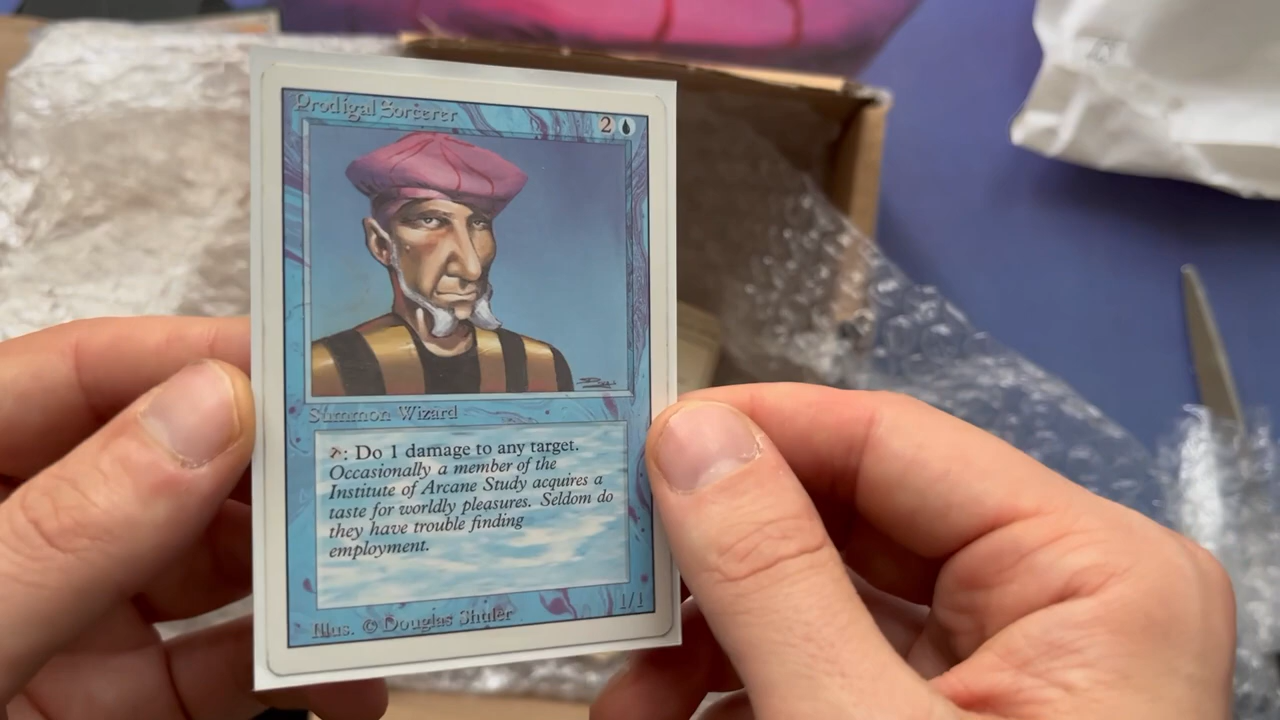 Prodigal Sorcerer
2
Summon Wizard
: Do 1 damage to any target.
Occasionally a member of the
Institute of Arcane Study acquires a
taste for worldly pleasures. Seldom do
they have trouble finding
employment.
1/1
Illus. © Douglas Shuler